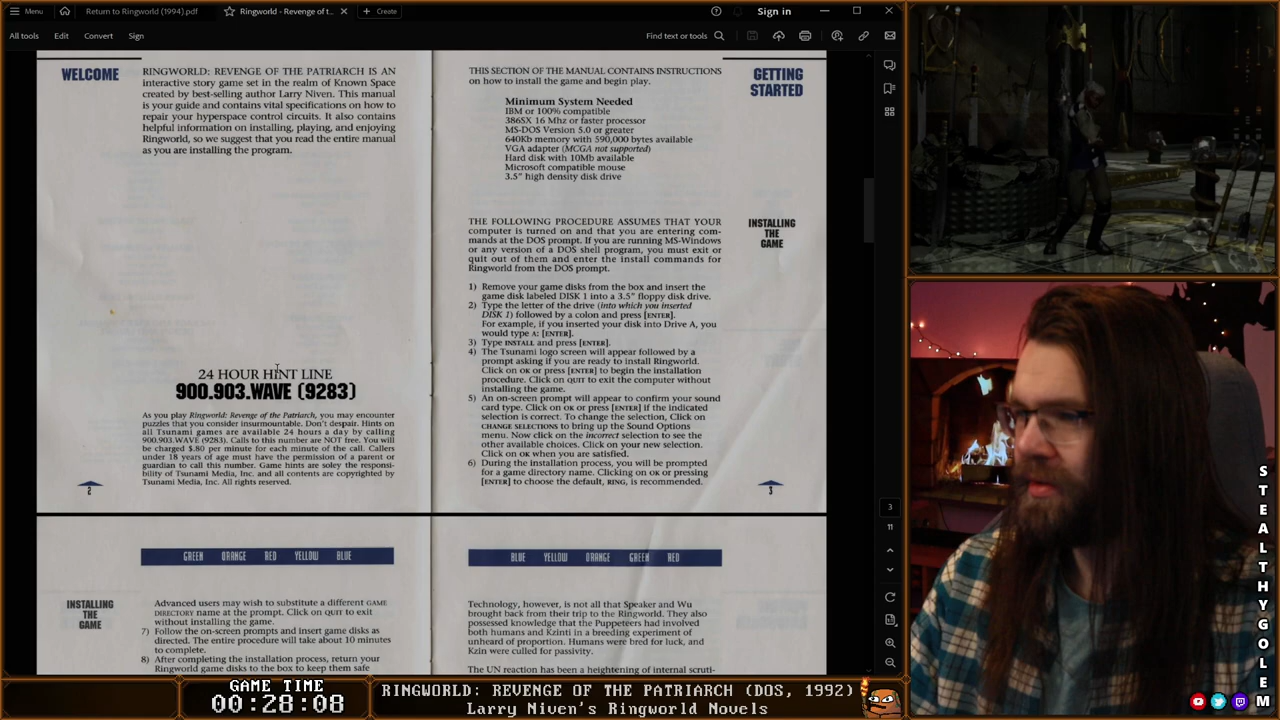 Menu
Return to Ringworld (1994).pdf
Ringworld - Revenge of t...
Create
Sign in
All tools
Edit
Convert
Sign
Find text or tools
WELCOME
RINGWORLD: REVENGE OF THE PATRIARCH IS AN
interactive story game set in the realm of Known Space
created by best-selling author Larry Niven. This manual
is your guide and contains vital specifications on how to
repair your hyperspace control circuits. It also contains
helpful information on installing, playing, and enjoying
Ringworld, so we suggest that you read the entire manual
as you are installing the program.
24 HOUR HINT LINE
900.903.WAVE (9283)
As you play Ringworld: Revenge of the Patriarch, you may encounter
puzzles that you consider insurmountable. Don't despair. Hints on
all Tsunami games are available 24 hours a day by calling
900.903.WAVE (9283). Calls to this number are NOT free. You will
be charged $.80 per minute for each minute of the call. Callers
under 18 years of age must have the permission of a parent or
guardian to call this number. Game hints are soley the responsi-
bility of Tsunami Media, Inc. and all contents are copyrighted by
Tsunami Media, Inc. All rights reserved.
2
THIS SECTION OF THE MANUAL CONTAINS INSTRUCTIONS
on how to install the game and begin play.
GETTING
STARTED
Minimum System Needed
IBM or 100% compatible
386SX 16 Mhz or faster processor
MS-DOS Version 5.0 or greater
640Kb memory with 590,000 bytes available
VGA adapter (MCGA not supported)
Hard disk with 10Mb available
Microsoft compatible mouse
3.5" high density disk drive
THE FOLLOWING PROCEDURE ASSUMES THAT YOUR
computer is turned on and that you are entering com-
mands at the DOS prompt. If you are running MS-Windows
or any version of a DOS shell program, you must exit or
quit out of them and enter the install commands for
Ringworld from the DOS prompt.
INSTALLING
THE
GAME
1) Remove your game disks from the box and insert the
game disk labeled DISK 1 into a 3.5" floppy disk drive.
2) Type the letter of the drive (into which you inserted
DISK 1) followed by a colon and press [ENTER].
For example, if you inserted your disk into Drive A, you
would type A: [ENTER].
3) Type INSTALL and press [ENTER].
4) The Tsunami logo screen will appear followed by a
prompt asking if you are ready to install Ringworld.
Click on OK or press [ENTER] to begin the installation
procedure. Click on QUIT to exit the computer without
installing the game.
5) An on-screen prompt will appear to confirm your sound
card type. Click on OK or press [ENTER] if the indicated
selection is correct. To change the selection, Click on
CHANGE SELECTIONS to bring up the Sound Options
menu. Now click on the incorrect selection to see the
other available choices. Click on your new selection.
Click on OK when you are satisfied.
6) During the installation process, you will be prompted
for a game directory name. Clicking on OK or pressing
[ENTER] to choose the default, RING, is recommended.
3
3
11
GREEN ORANGE RED YELLOW BLUE
INSTALLING
THE
GAME
Advanced users may wish to substitute a different GAME
DIRECTORY name at the prompt. Click on QUIT to exit
without installing the game.
7) Follow the on-screen prompts and insert game disks as
directed. The entire procedure will take about 10 minutes
to complete.
8) After completing the installation process, return your
Ringworld game disks to the box to keep them safe
BLUE YELLOW ORANGE GREEN RED
Technology, however, is not all that Speaker and Wu
brought back from their trip to the Ringworld. They also
possessed knowledge that the Puppeteers had involved
both humans and Kzinti in a breeding experiment of
unheard of proportion. Humans were bred for luck, and
Kzin were culled for passivity.
The UN reaction has been a heightening of internal scruti-
STEALTHYGOLEM
GAME TIME
00:28:08
RINGWORLD: REVENGE OF THE PATRIARCH (DOS, 1992)
Larry Niven's Ringworld Novels